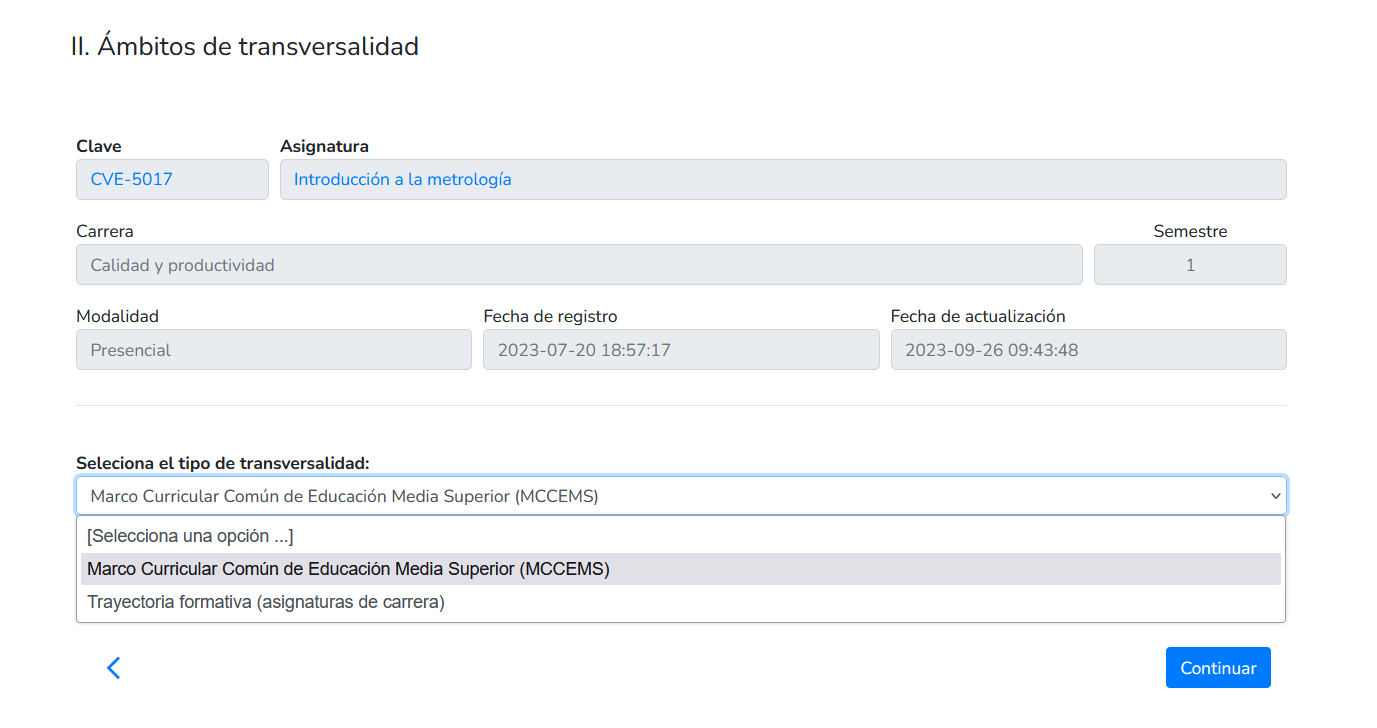 II. Ámbitos de transversalidad
Clave Asignatura
CVE-5017 Introducción a la metrología
Carrera Semestre
Calidad y productividad 1
Modalidad Fecha de registro Fecha de actualización
Presencial 2023-07-20 18:57:17 2023-09-26 09:43:48
Seleciona el tipo de transversalidad:
Marco Curricular Común de Educación Media Superior (MCCEMS)
[Selecciona una opción ...]
Marco Curricular Común de Educación Media Superior (MCCEMS)
Trayectoria formativa (asignaturas de carrera)
Continuar